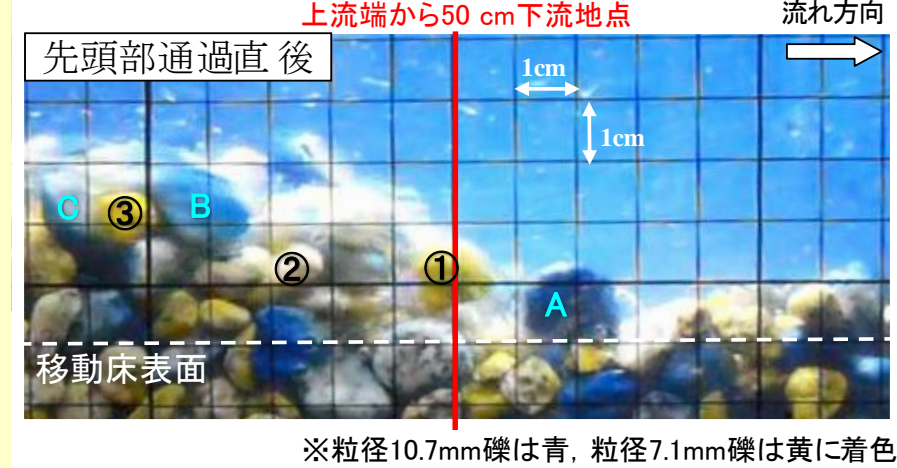 上流端から50 cm下流地点
流れ方向
先頭部通過直後
1cm
1cm
C
③
B
②
①
A
移動床表面
※粒径10.7mm礫は青，粒径7.1mm礫は黄に着色